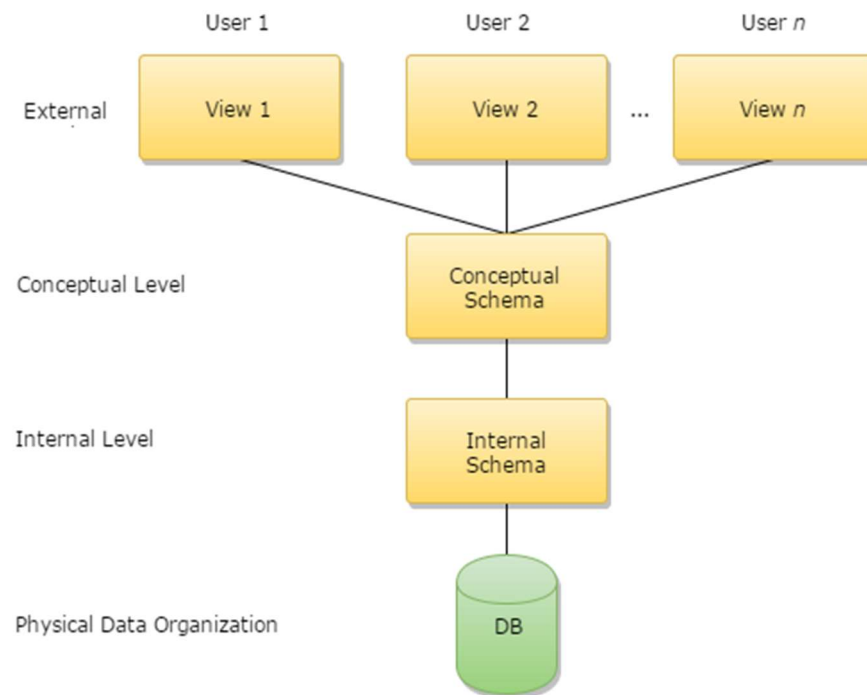 User 1
User 2
User n
External
View 1
View 2
...
View n
Conceptual Level
Conceptual
Schema
Internal Level
Internal
Schema
Physical Data Organization
DB